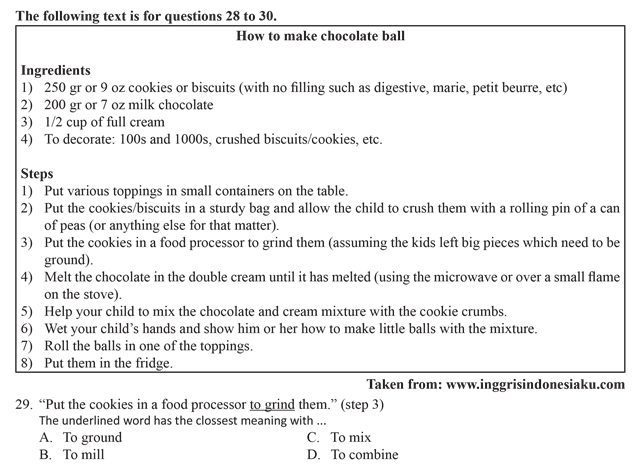 The following text is for questions 28 to 30.
How to make chocolate ball
Ingredients
1) 250 gr or 9 oz cookies or biscuits (with no filling such as digestive, marie, petit beurre, etc)
2) 200 gr or 7 oz milk chocolate
3) 1/2 cup of full cream
4) To decorate: 100s and 1000s, crushed biscuits/cookies, etc.
Steps
1) Put various toppings in small containers on the table.
2) Put the cookies/biscuits in a sturdy bag and allow the child to crush them with a rolling pin of a can
of peas (or anything else for that matter).
3) Put the cookies in a food processor to grind them (assuming the kids left big pieces which need to be
ground).
4) Melt the chocolate in the double cream until it has melted (using the microwave or over a small flame
on the stove).
5) Help your child to mix the chocolate and cream mixture with the cookie crumbs.
6) Wet your child's hands and show him or her how to make little balls with the mixture.
7) Roll the balls in one of the toppings.
8) Put them in the fridge.
Taken from: www.inggrisindonesiaku.com
29. “Put the cookies in a food processor to grind them.” (step 3)
The underlined word has the clossest meaning with ...
A. To ground C. To mix
B. To mill D. To combine